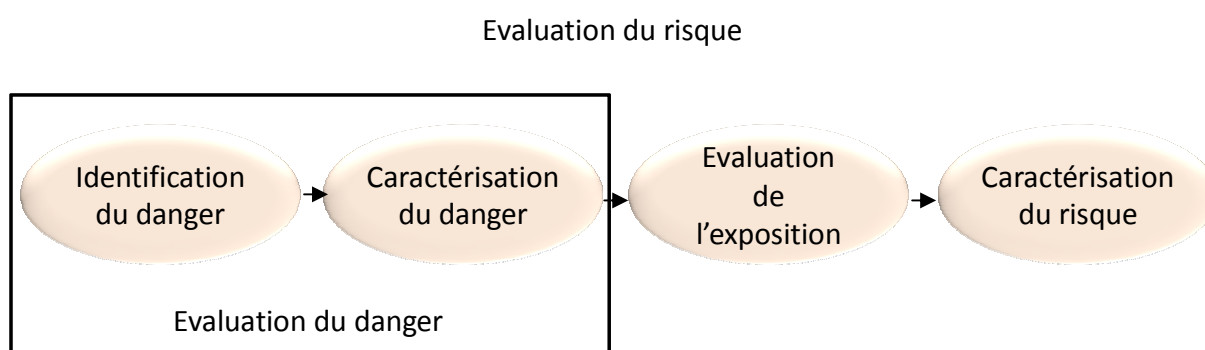 Evaluation du risque
Identification
du danger
Caractérisation
du danger
Evaluation
de
l’exposition
Caractérisation
du risque
Evaluation du danger